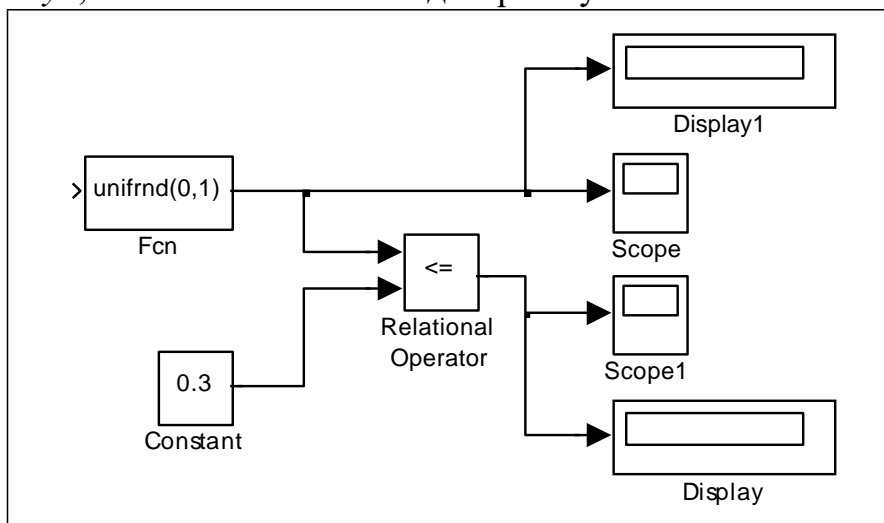 Display1
unifrnd(0,1)
Fcn
Scope
<=
Relational
Operator
Scope1
0.3
Constant
Display